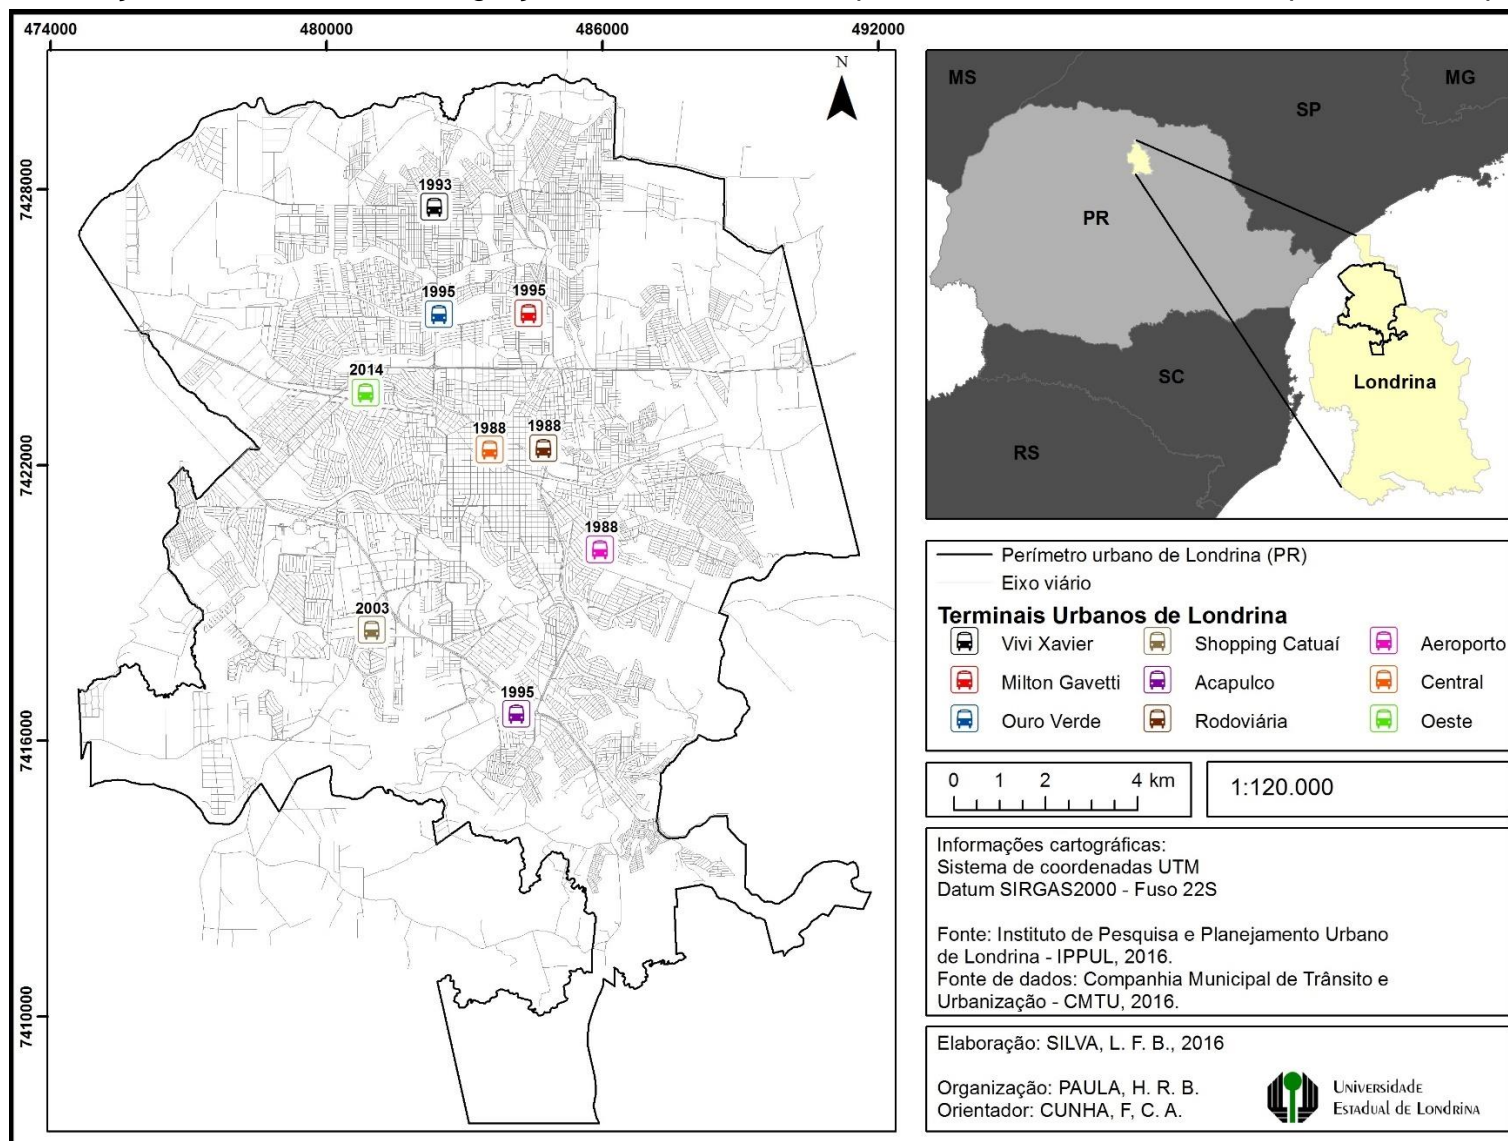 474000 480000 486000 492000
N
7428000
7422000
7416000
7410000
1993
1995 1995
2014
1988 1988
1988
2003
1995
MS
MG
SP
PR
SC
RS
Londrina
Perímetro urbano de Londrina (PR)
Eixo viário
Terminais Urbanos de Londrina
Vivi Xavier Shopping Catuaí Aeroporto
Milton Gavetti Acapulco Central
Ouro Verde Rodoviária Oeste
0 1 2 4 km
1:120.000
Informações cartográficas:
Sistema de coordenadas UTM
Datum SIRGAS2000 - Fuso 22S
Fonte: Instituto de Pesquisa e Planejamento Urbano
de Londrina - IPPUL, 2016.
Fonte de dados: Companhia Municipal de Trânsito e
Urbanização - CMTU, 2016.
Elaboração: SILVA, L. F. B., 2016
Organização: PAULA, H. R. B.
Orientador: CUNHA, F, C. A.
Universidade
Estadual de Londrina